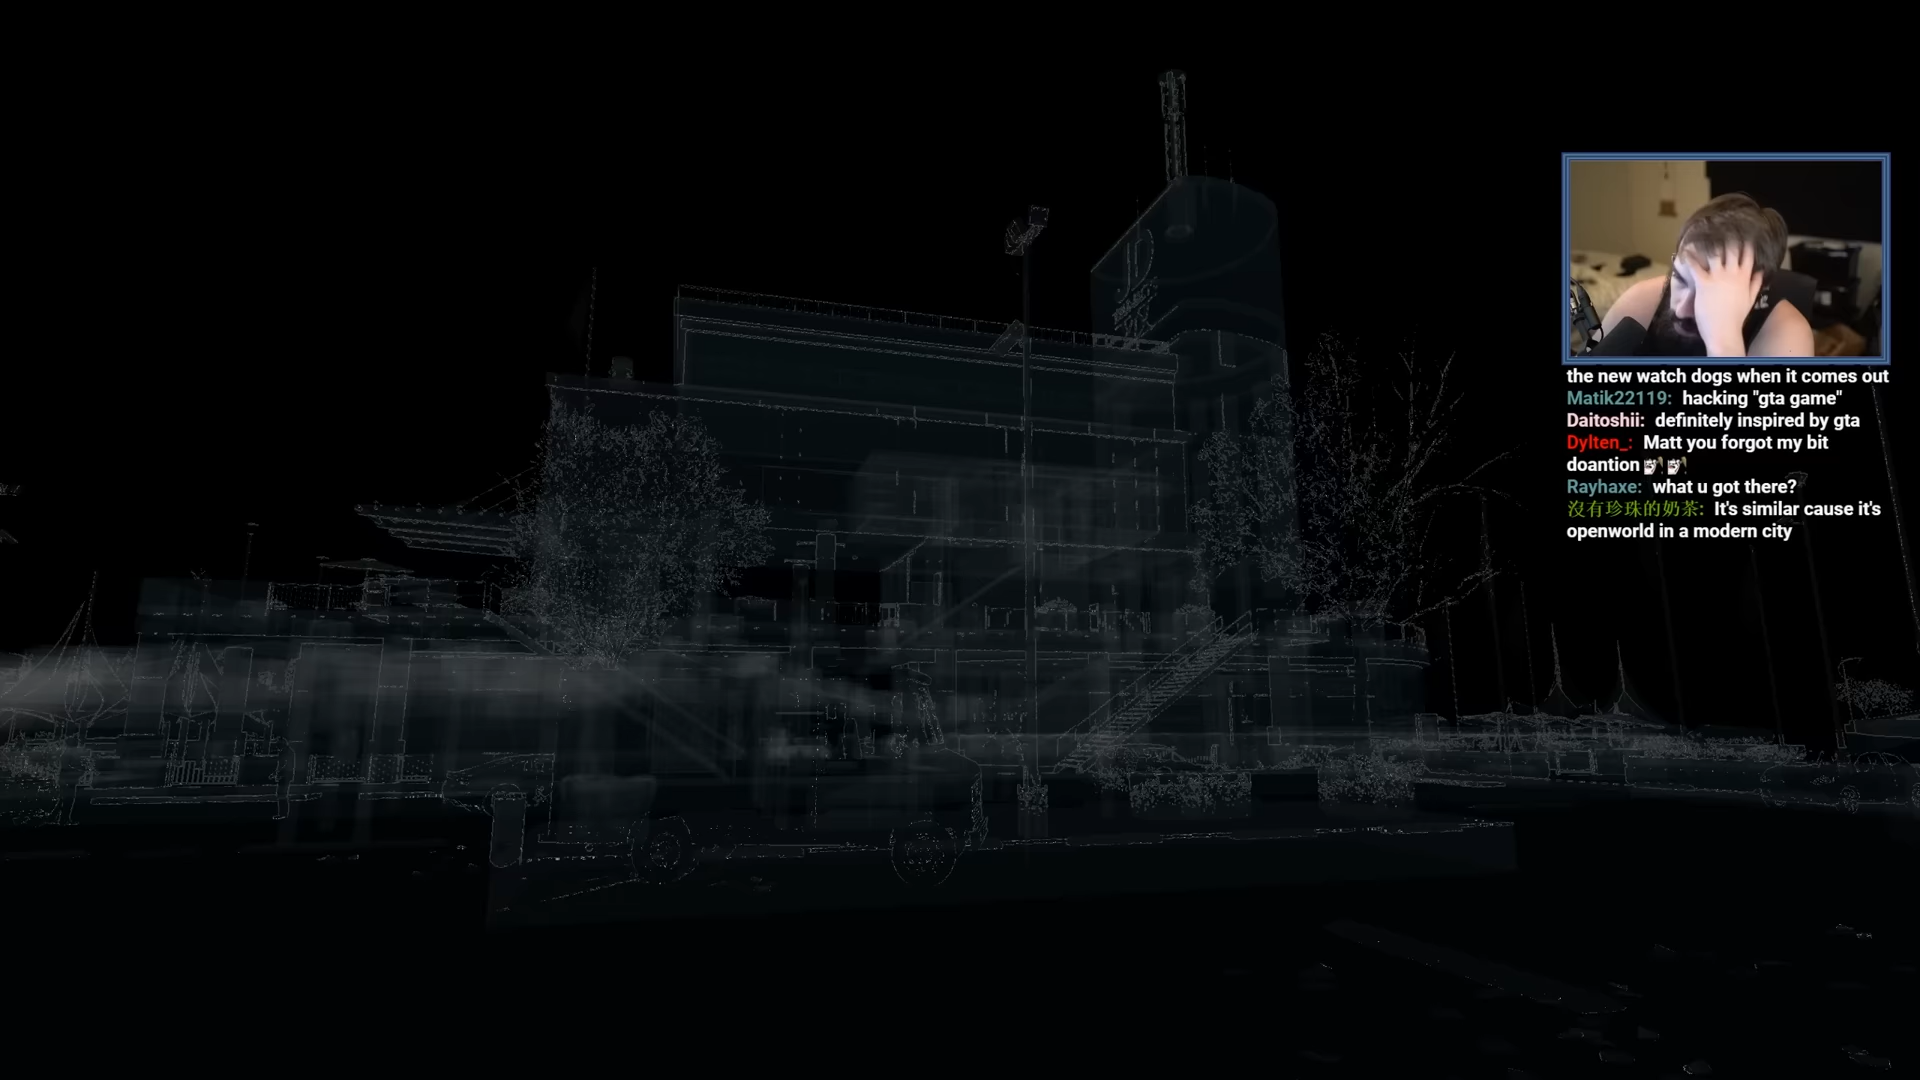 the new watch dogs when it comes out
Matik22119: hacking "gta game"
Daitoshii: definitely inspired by gta
Dylten_: Matt you forgot my bit
doantion
Rayhaxe: what u got there?
沒有珍珠的奶茶: It's similar cause it's
openworld in a modern city